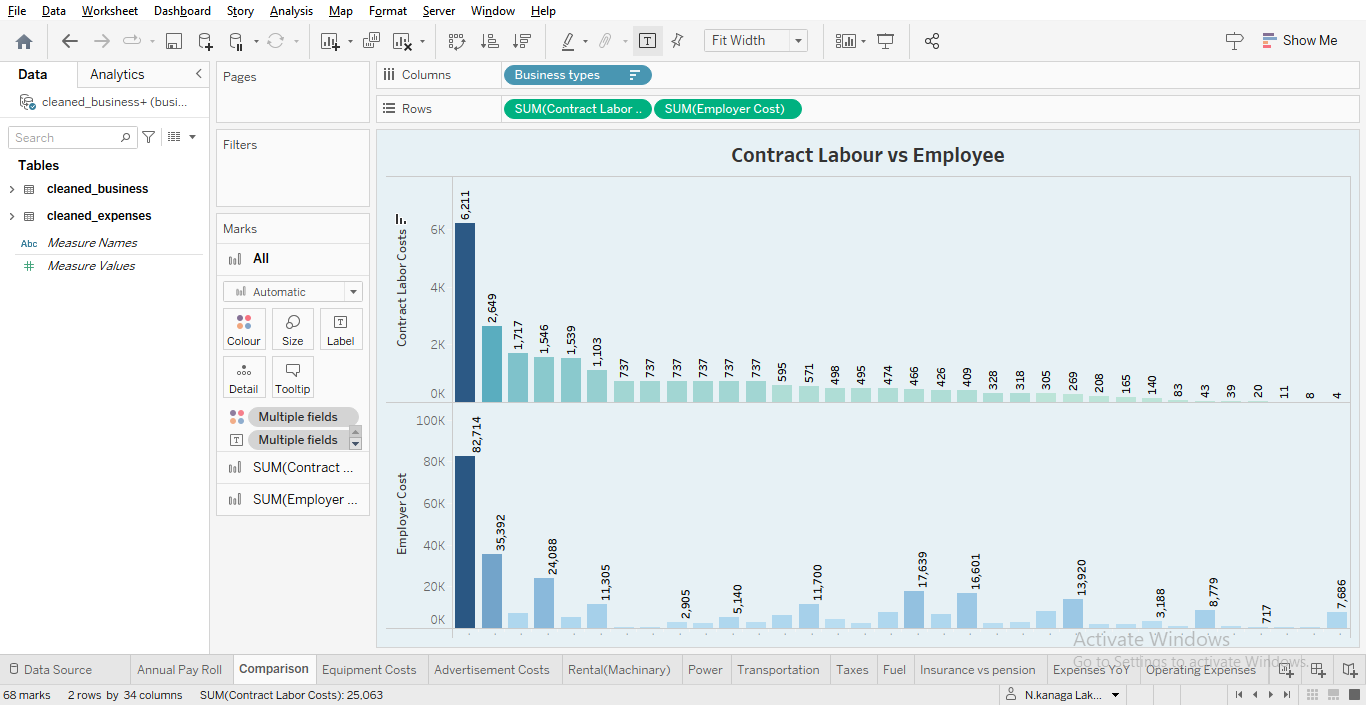 File Data Worksheet Dashboard Story Analysis Map Format Server Window Help
Fit Width
Show Me
Data Analytics
cleaned_business+ (busi...
Search
Tables
cleaned_business
cleaned_expenses
Abc Measure Names
# Measure Values
Pages
Filters
Marks
All
Automatic
Colour Size Label
Detail Tooltip
Multiple fields
Multiple fields
SUM(Contract ...
SUM(Employer ...
Columns Business types
Rows SUM(Contract Labor .. SUM(Employer Cost)
Contract Labour vs Employee
Contract Labor Costs
6K
4K
2K
0K
6,211 2,649 1,717 1,546 1,539 1,103 737 737 737 737 737 737 595 571 498 495 474 466 426 409 328 318 305 269 208 165 140 83 43 39 20 11 8 4
Employer Cost
100K
80K
60K
40K
20K
0K
82,714 35,392 24,088 11,305 2,905 5,140 11,700 17,639 16,601 13,920 3,188 8,779 717 7,686
Activate Windows
Go to Settings to activate Windows.
Data Source Annual Pay Roll Comparison Equipment Costs Advertisement Costs Rental(Machinary) Power Transportation Taxes Fuel Insurance vs pension Expenses YoY Operating Expenses
68 marks 2 rows by 34 columns SUM(Contract Labor Costs): 25,063 N.kanaga Lak...